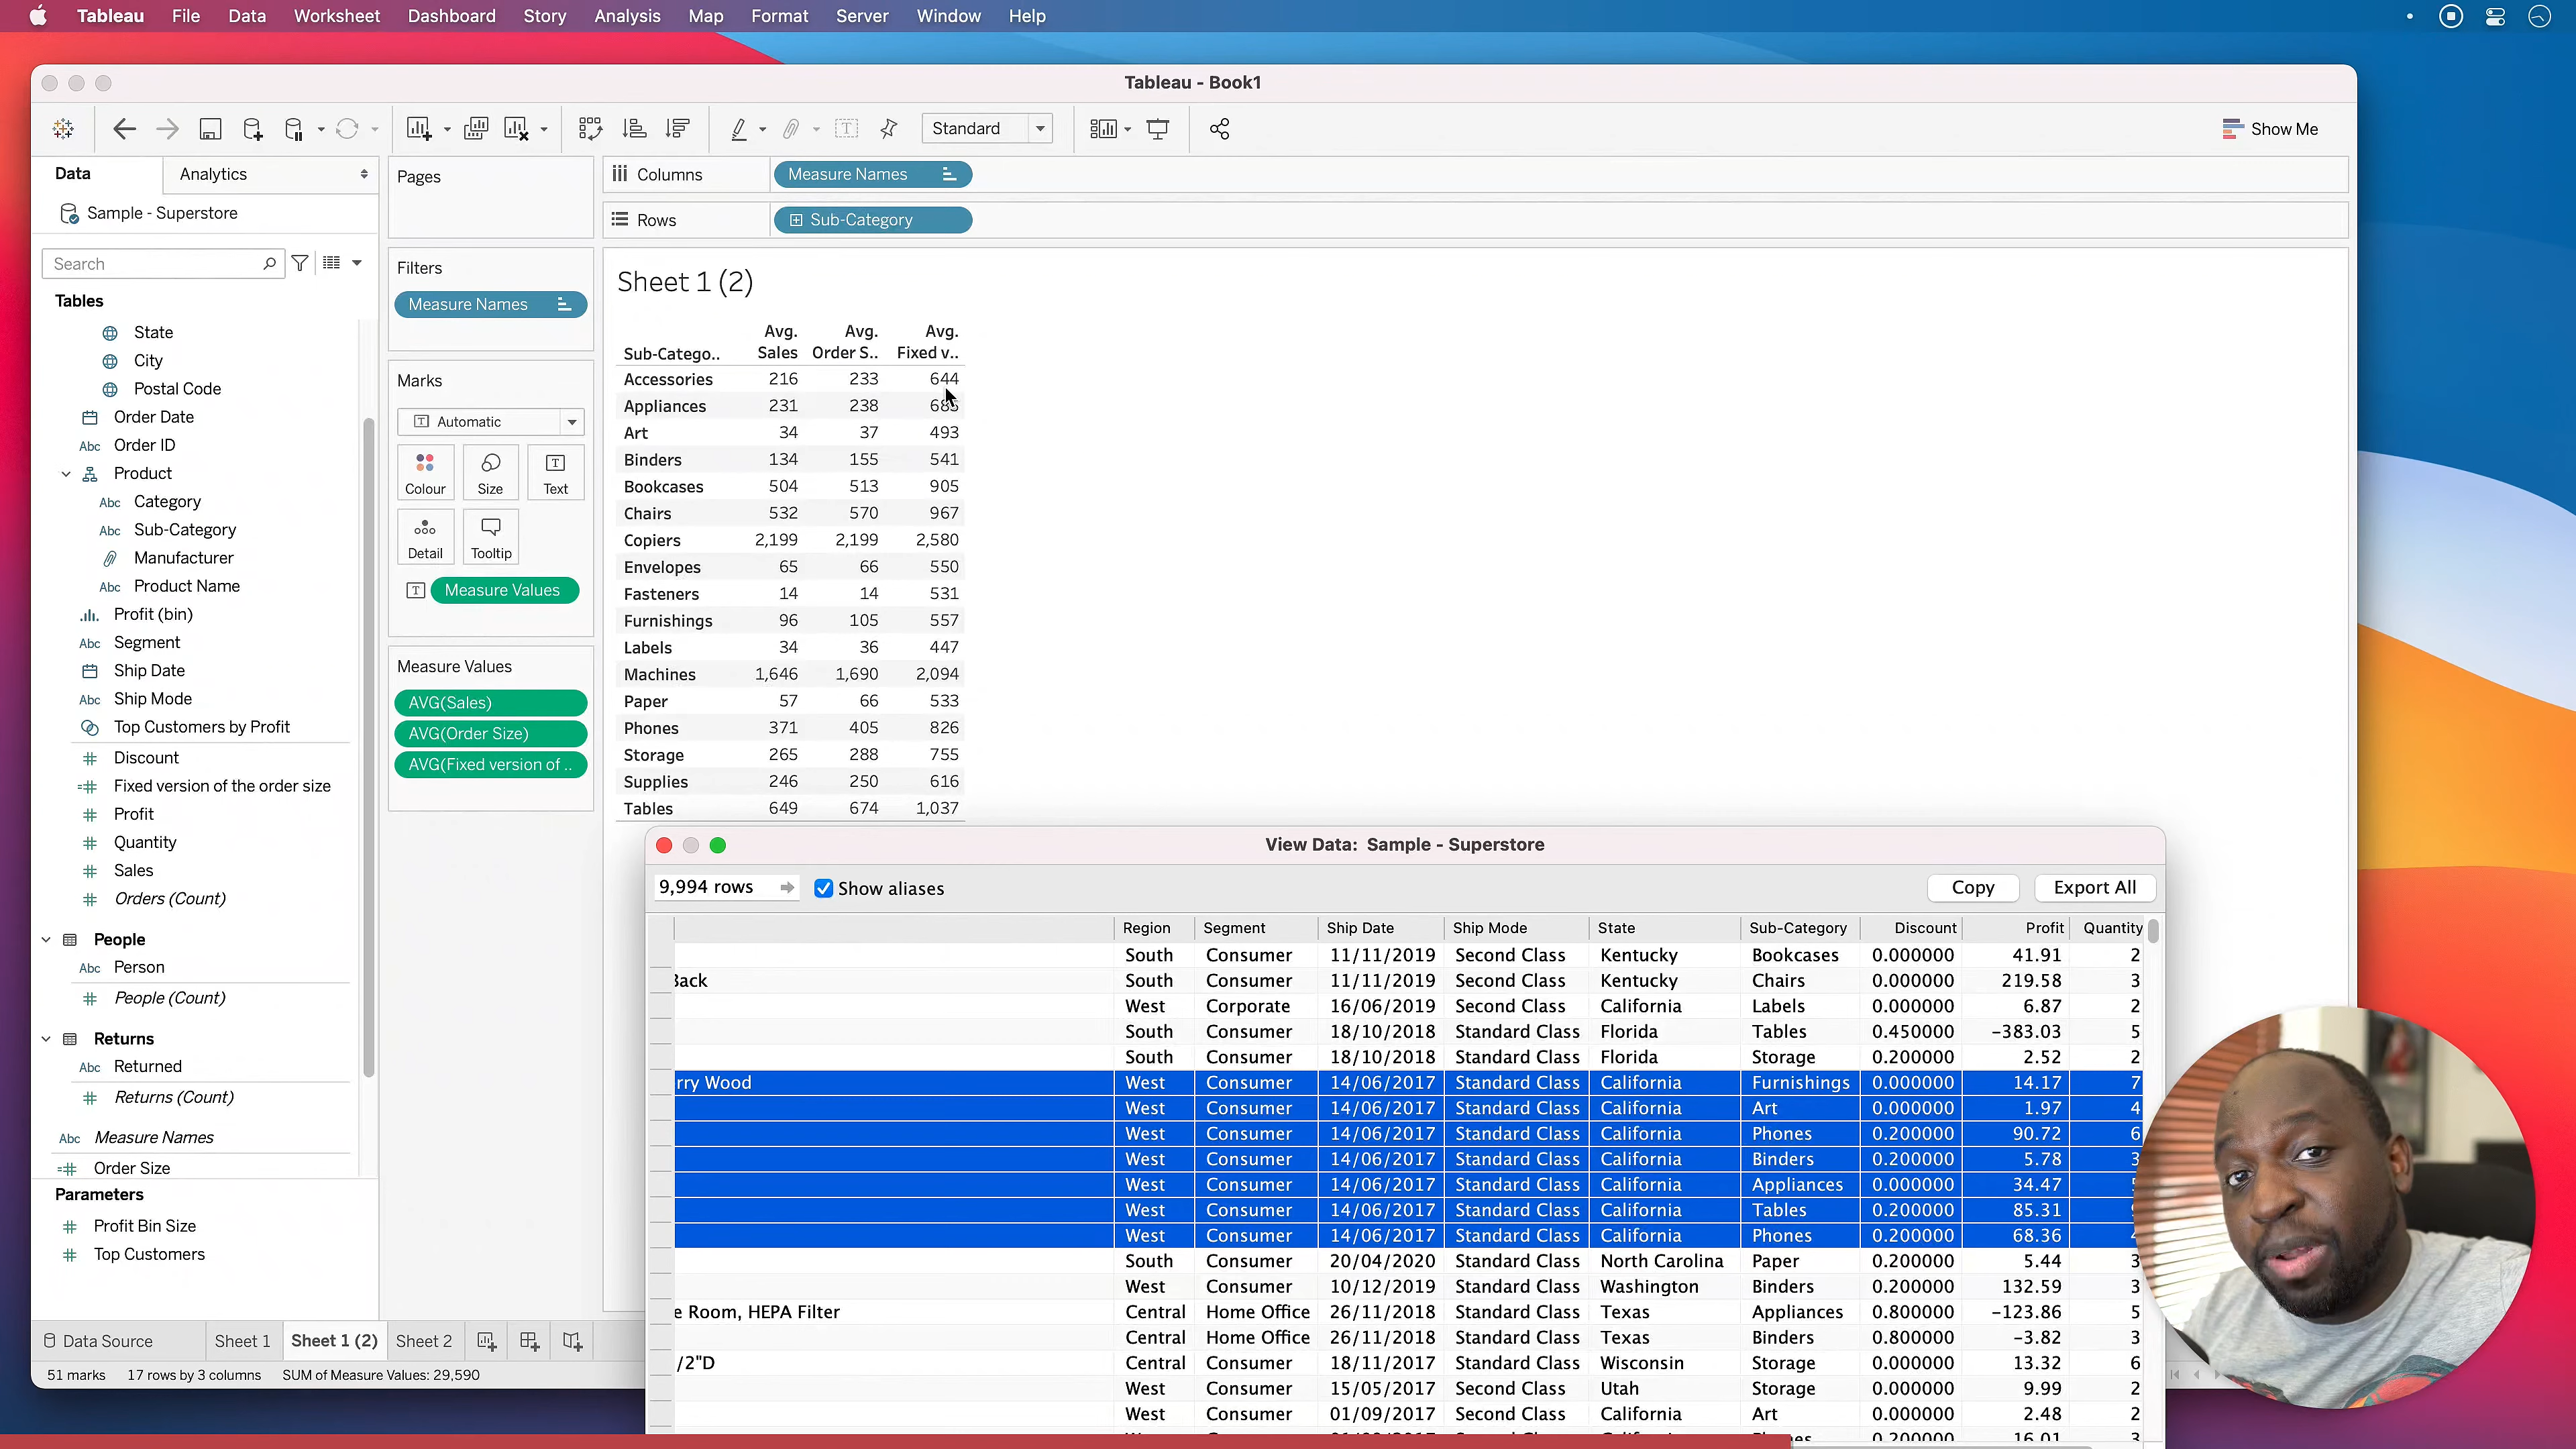 Tableau File Data Worksheet Dashboard Story Analysis Map Format Server Window Help
Tableau - Book1
Standard
Show Me
Data Analytics
Sample - Superstore
Search
Tables
State
City
Postal Code
Order Date
Abc Order ID
Product
Abc Category
Abc Sub-Category
Manufacturer
Abc Product Name
Profit (bin)
Abc Segment
Ship Date
Abc Ship Mode
Top Customers by Profit
Discount
Fixed version of the order size
Profit
Quantity
Sales
Orders (Count)
People
Abc Person
People (Count)
Returns
Abc Returned
Returns (Count)
Abc Measure Names
Order Size
Parameters
Profit Bin Size
Top Customers
Pages
Filters
Measure Names
Marks
Automatic
Colour Size Text
Detail Tooltip
Measure Values
Measure Values
AVG(Sales)
AVG(Order Size)
AVG(Fixed version of ..
Columns Measure Names
Rows Sub-Category
Sheet 1 (2)
Avg. Avg. Avg.
Sub-Catego.. Sales Order S.. Fixed v..
Accessories 216 233 644
Appliances 231 238
Art 34 37 493
Binders 134 155 541
Bookcases 504 513 905
Chairs 532 570 967
Copiers 2,199 2,199 2,580
Envelopes 65 66 550
Fasteners 14 14 531
Furnishings 96 105 557
Labels 34 36 447
Machines 1,646 1,690 2,094
Paper 57 66 533
Phones 371 405 826
Storage 265 288 755
Supplies 246 250 616
Tables 649 674 1,037
View Data: Sample - Superstore
9,994 rows Show aliases Copy Export All
Region Segment Ship Date Ship Mode State Sub-Category Discount Profit Quantity
South Consumer 11/11/2019 Second Class Kentucky Bookcases 0.000000 41.91 2
Back South Consumer 11/11/2019 Second Class Kentucky Chairs 0.000000 219.58 3
West Corporate 16/06/2019 Second Class California Labels 0.000000 6.87 2
South Consumer 18/10/2018 Standard Class Florida Tables 0.450000 -383.03 5
South Consumer 18/10/2018 Standard Class Florida Storage 0.200000 2.52 2
rry Wood West Consumer 14/06/2017 Standard Class California Furnishings 0.000000 14.17 7
West Consumer 14/06/2017 Standard Class California Art 0.000000 1.97 4
West Consumer 14/06/2017 Standard Class California Phones 0.200000 90.72 6
West Consumer 14/06/2017 Standard Class California Binders 0.200000 5.78 3
West Consumer 14/06/2017 Standard Class California Appliances 0.000000 34.47
West Consumer 14/06/2017 Standard Class California Tables 0.200000 85.31
West Consumer 14/06/2017 Standard Class California Phones 0.200000 68.36
South Consumer 20/04/2020 Standard Class North Carolina Paper 0.200000 5.44 3
West Consumer 10/12/2019 Standard Class Washington Binders 0.200000 132.59 3
e Room, HEPA Filter Central Home Office 26/11/2018 Standard Class Texas Appliances 0.800000 -123.86 5
Central Home Office 26/11/2018 Standard Class Texas Binders 0.800000 -3.82 3
/2"D Central Consumer 18/11/2017 Standard Class Wisconsin Storage 0.000000 13.32 6
West Consumer 15/05/2017 Second Class Utah Storage 0.000000 9.99 2
West Consumer 01/09/2017 Second Class California Art 0.000000 2.48 2
Data Source Sheet 1 Sheet 1 (2) Sheet 2
51 marks 17 rows by 3 columns SUM of Measure Values: 29,590